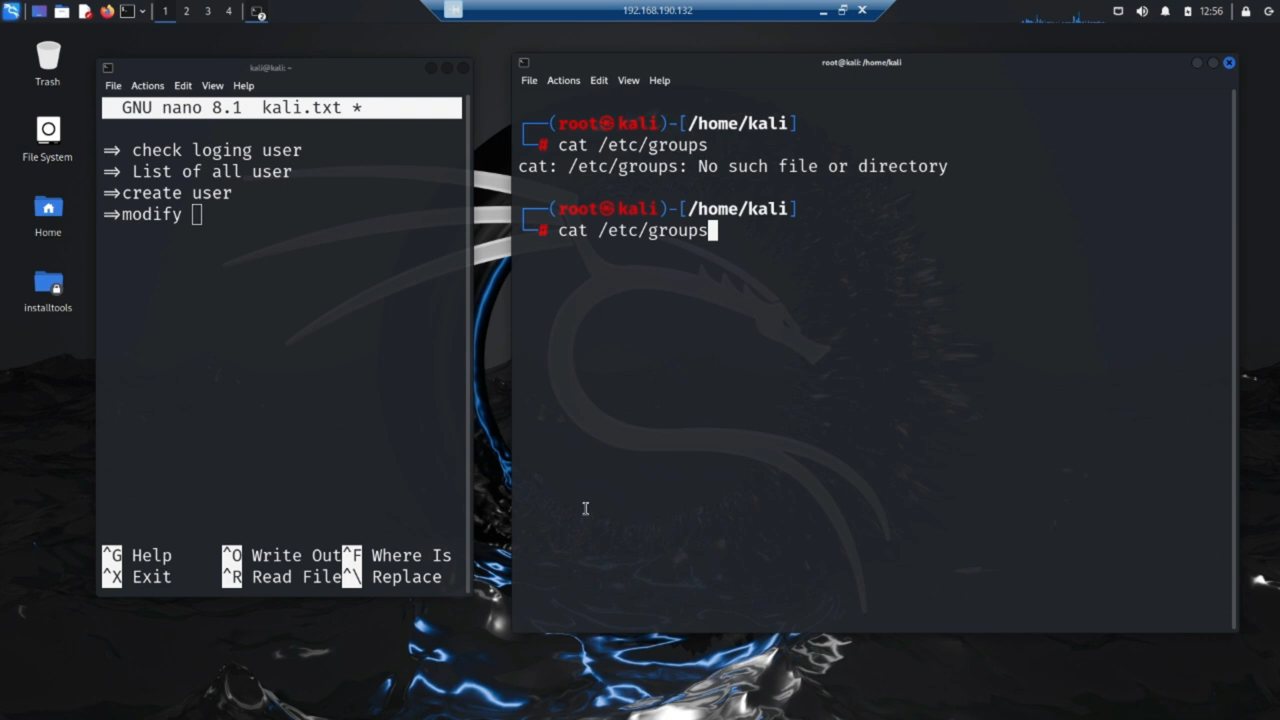 1 2 3 4
192.168.190.132
12:56
Trash
File System
Home
installtools
kali@kali: ~
File Actions Edit View Help
GNU nano 8.1 kali.txt *
⇒ check loging user
⇒ List of all user
⇒create user
⇒modify
^G Help ^O Write Out ^F Where Is
^X Exit ^R Read File ^\ Replace
root@kali: /home/kali
File Actions Edit View Help
┌──(root㉿kali)-[/home/kali]
└─# cat /etc/groups
cat: /etc/groups: No such file or directory
┌──(root㉿kali)-[/home/kali]
└─# cat /etc/groups